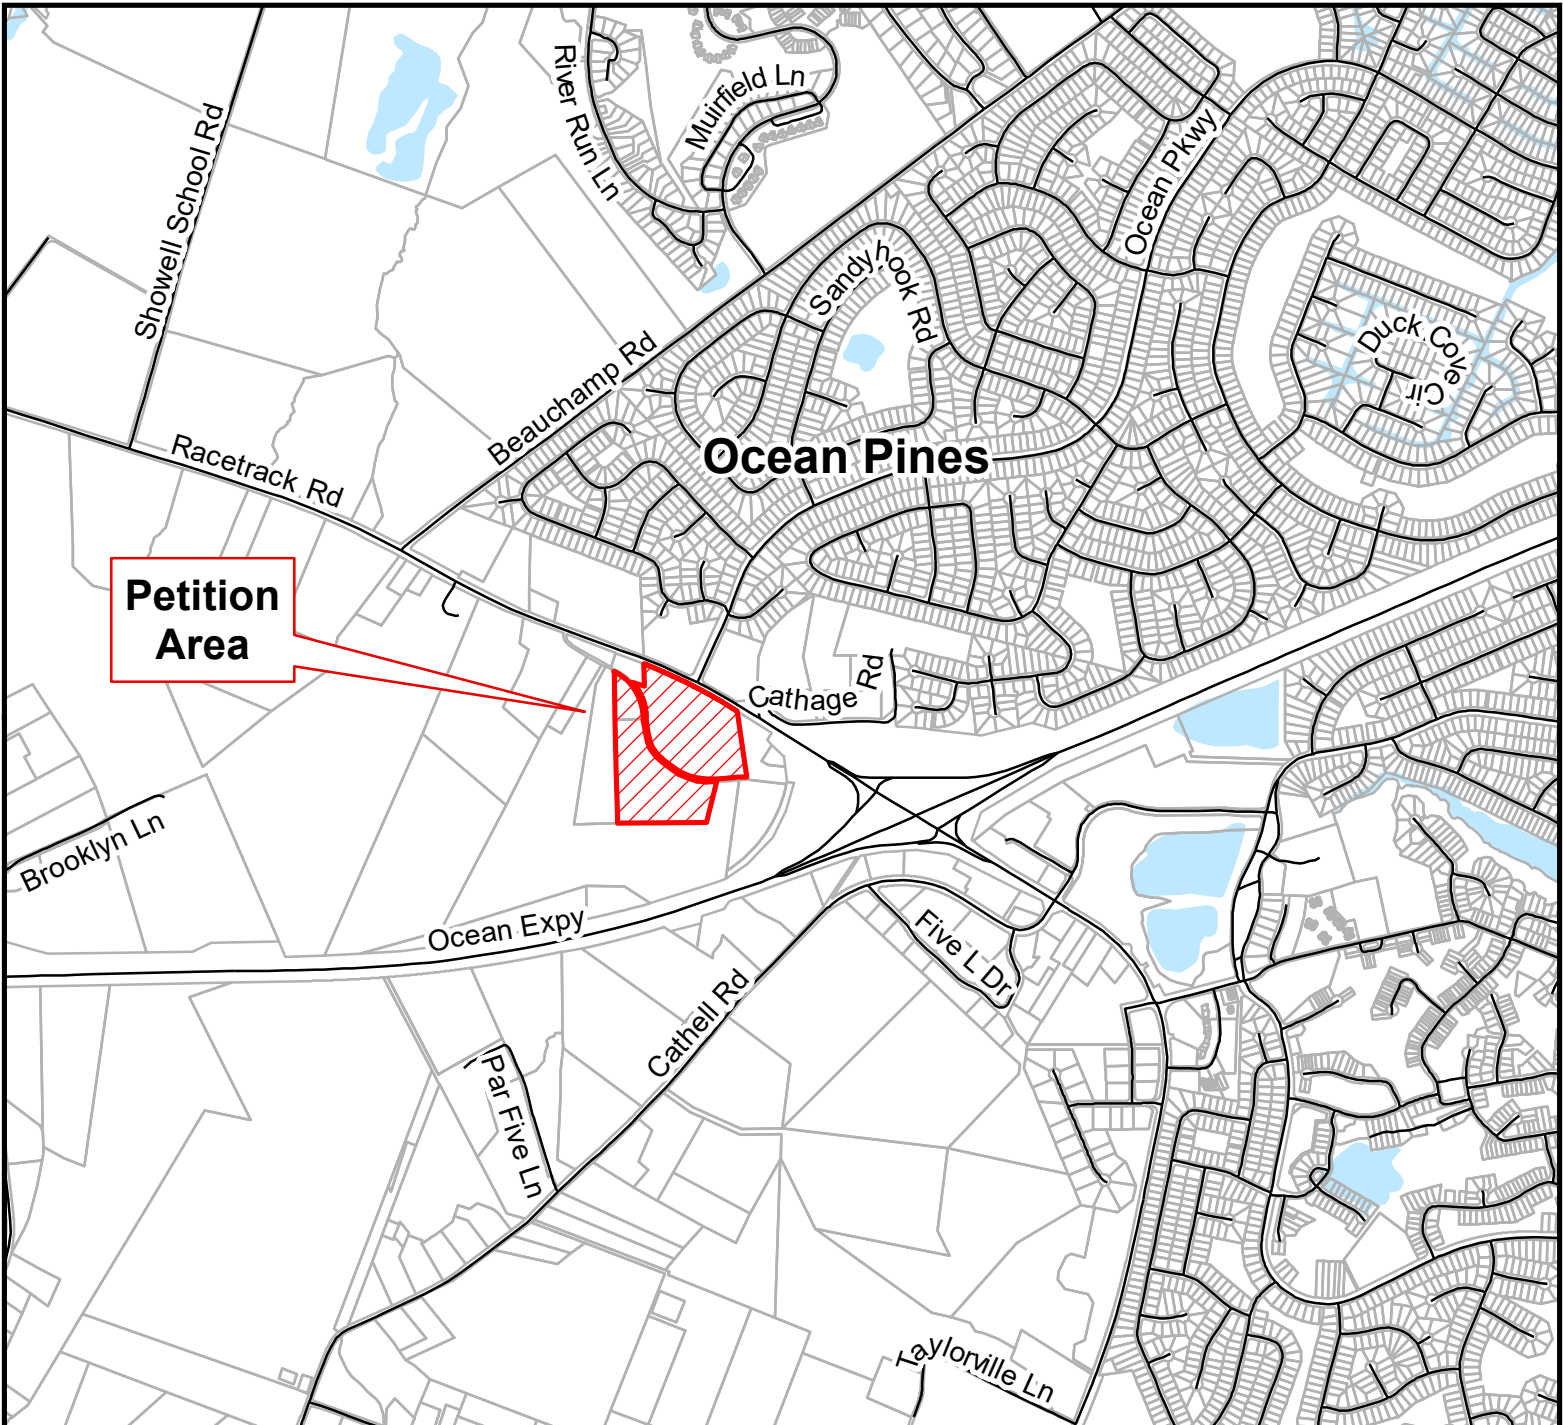 River Run Ln
Muirfield Ln
Showell School Rd
Ocean Pkwy
Sandyhook Rd
Duck Cove Cir
Beauchamp Rd
Ocean Pines
Racetrack Rd
Petition
Area
Cathage Rd
Brooklyn Ln
Ocean Expy
Five L Dr
Cathell Rd
Par Five Ln
Taylorville Ln